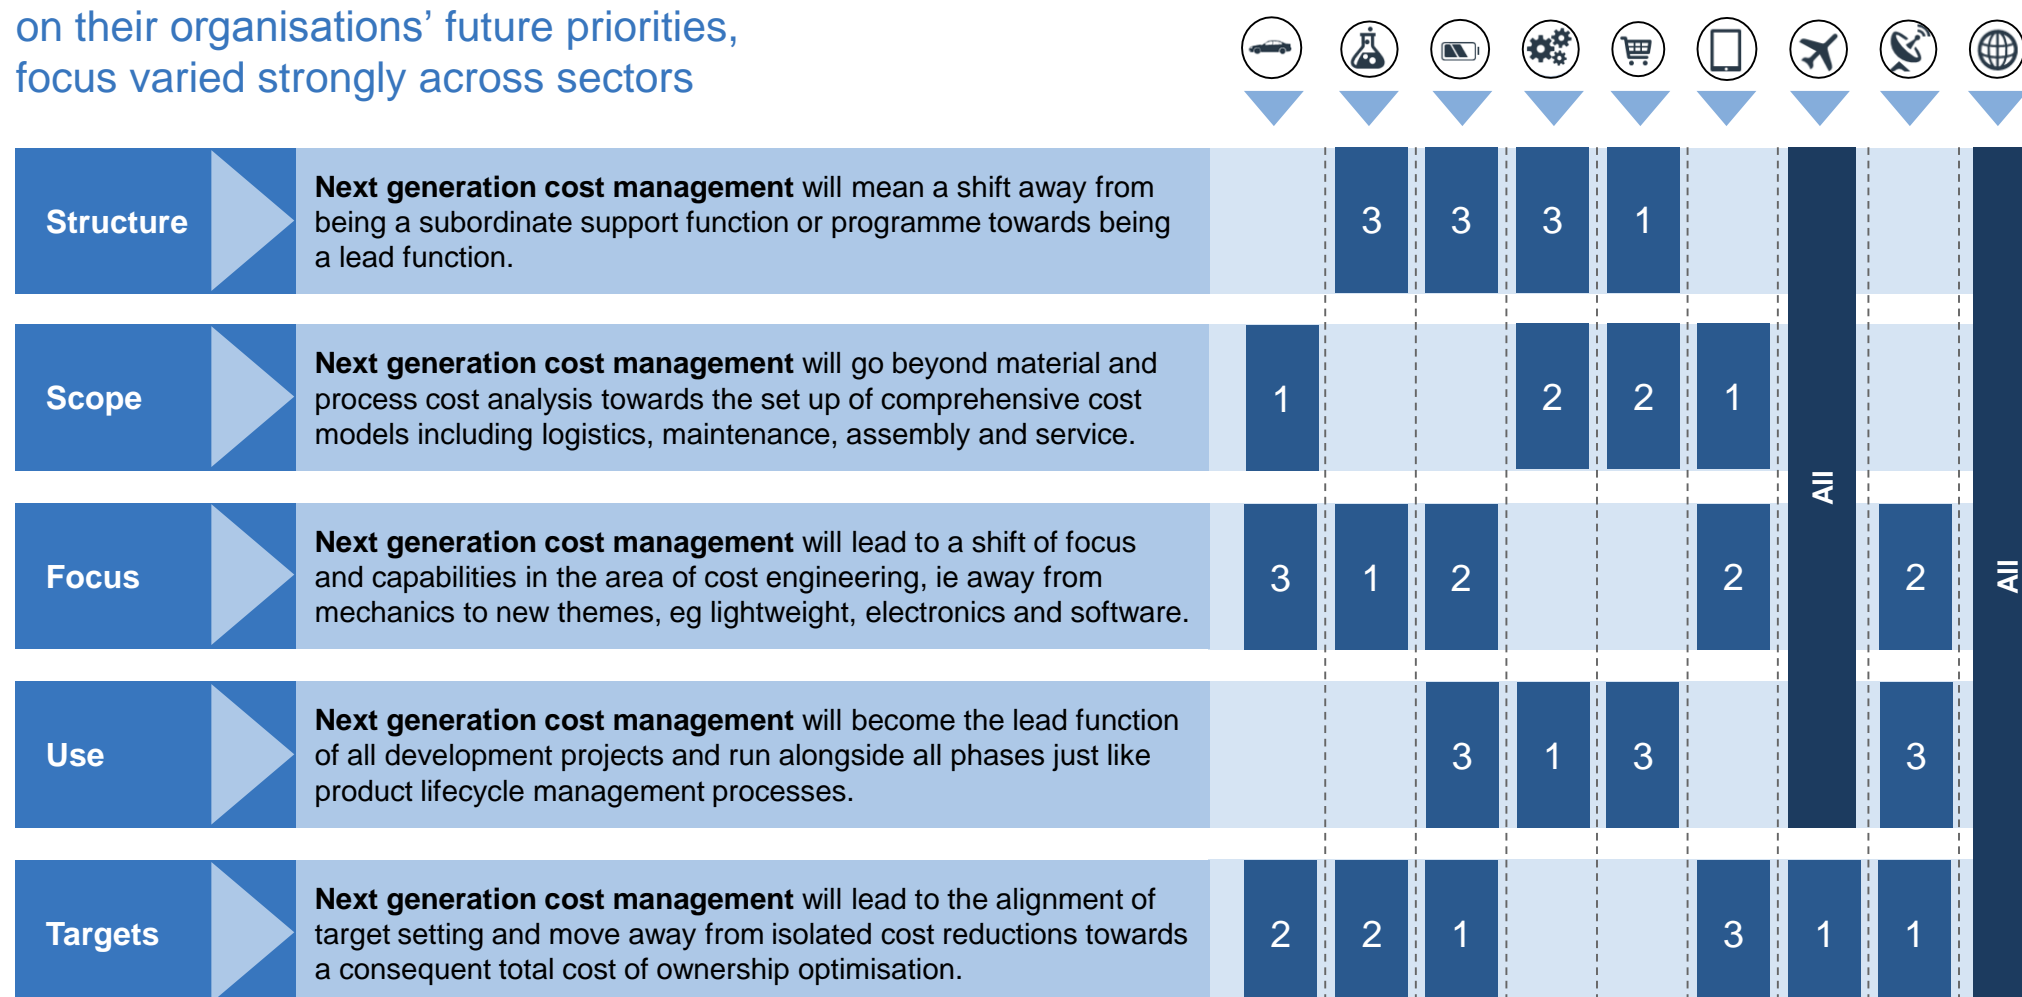 on their organisations’ future priorities,
focus varied strongly across sectors
Structure
Next generation cost management will mean a shift away from
being a subordinate support function or programme towards being
a lead function.
3 3 3 1
Scope
Next generation cost management will go beyond material and
process cost analysis towards the set up of comprehensive cost
models including logistics, maintenance, assembly and service.
1 2 2 1
All
Focus
Next generation cost management will lead to a shift of focus
and capabilities in the area of cost engineering, ie away from
mechanics to new themes, eg lightweight, electronics and software.
3 1 2 2 2
All
Use
Next generation cost management will become the lead function
of all development projects and run alongside all phases just like
product lifecycle management processes.
3 1 3 3
Targets
Next generation cost management will lead to the alignment of
target setting and move away from isolated cost reductions towards
a consequent total cost of ownership optimisation.
2 2 1 3 1 1